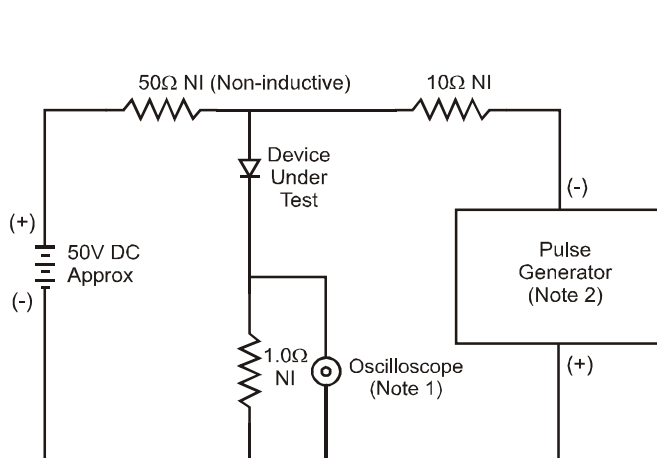 50Ω NI (Non-inductive)
10Ω NI
Device
Under
Test
(-)
(+)
50V DC
Approx
(-)
Pulse
Generator
(Note 2)
1.0Ω
NI
Oscilloscope
(Note 1)
(+)